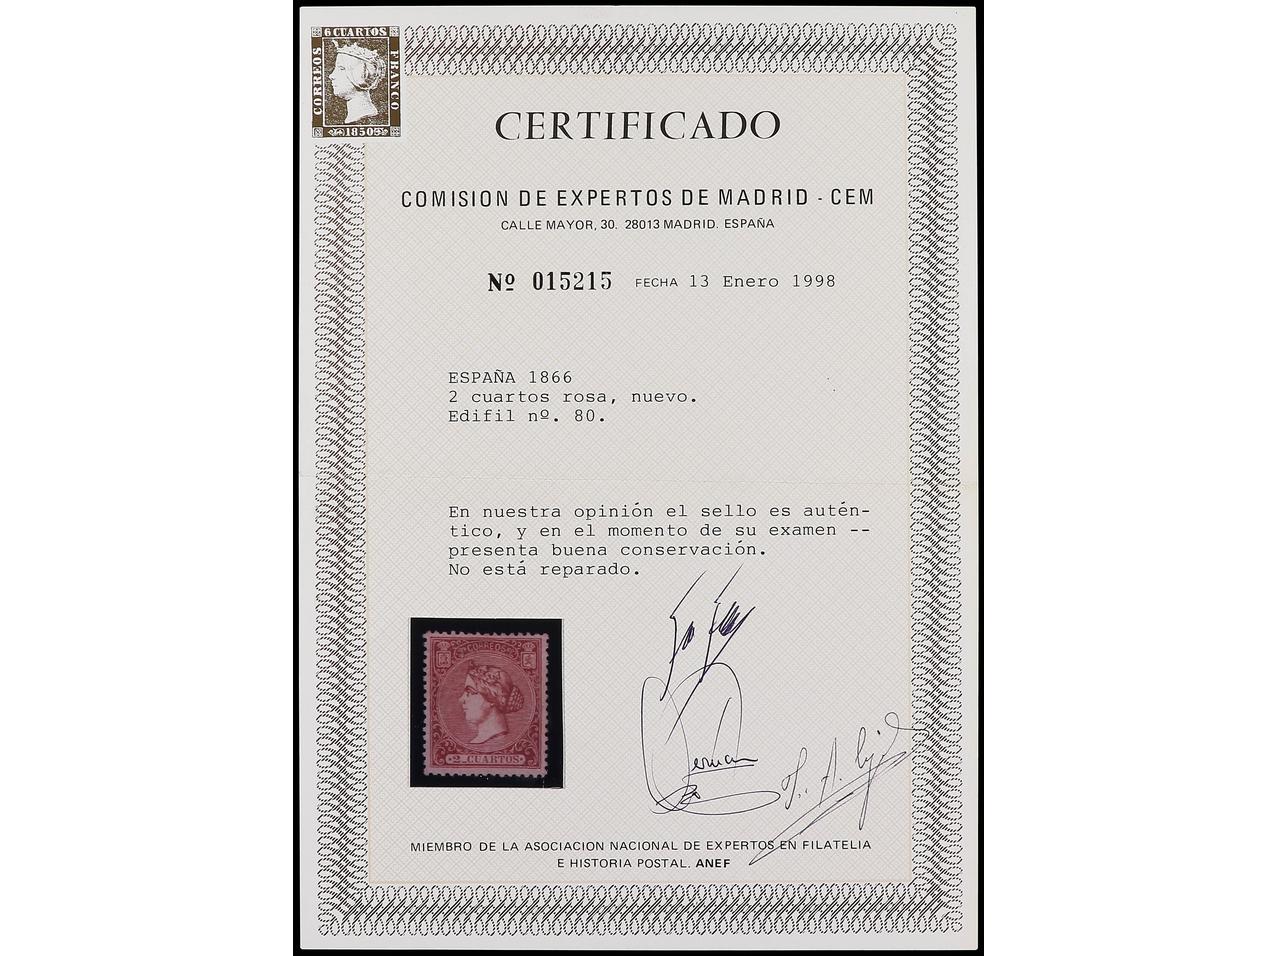 6 CUARTOS
CORREOS
FRANCO
1850
CERTIFICADO
COMISION DE EXPERTOS DE MADRID - CEM
CALLE MAYOR, 30. 28013 MADRID. ESPAÑA
Nº 015215 FECHA 13 Enero 1998
ESPAÑA 1866
2 cuartos rosa, nuevo.
Edifil nº. 80.
En nuestra opinión el sello es autén-
tico, y en el momento de su examen --
presenta buena conservación.
No está reparado.
CORREOS
2 CUARTOS
MIEMBRO DE LA ASOCIACION NACIONAL DE EXPERTOS EN FILATELIA
E HISTORIA POSTAL. ANEF